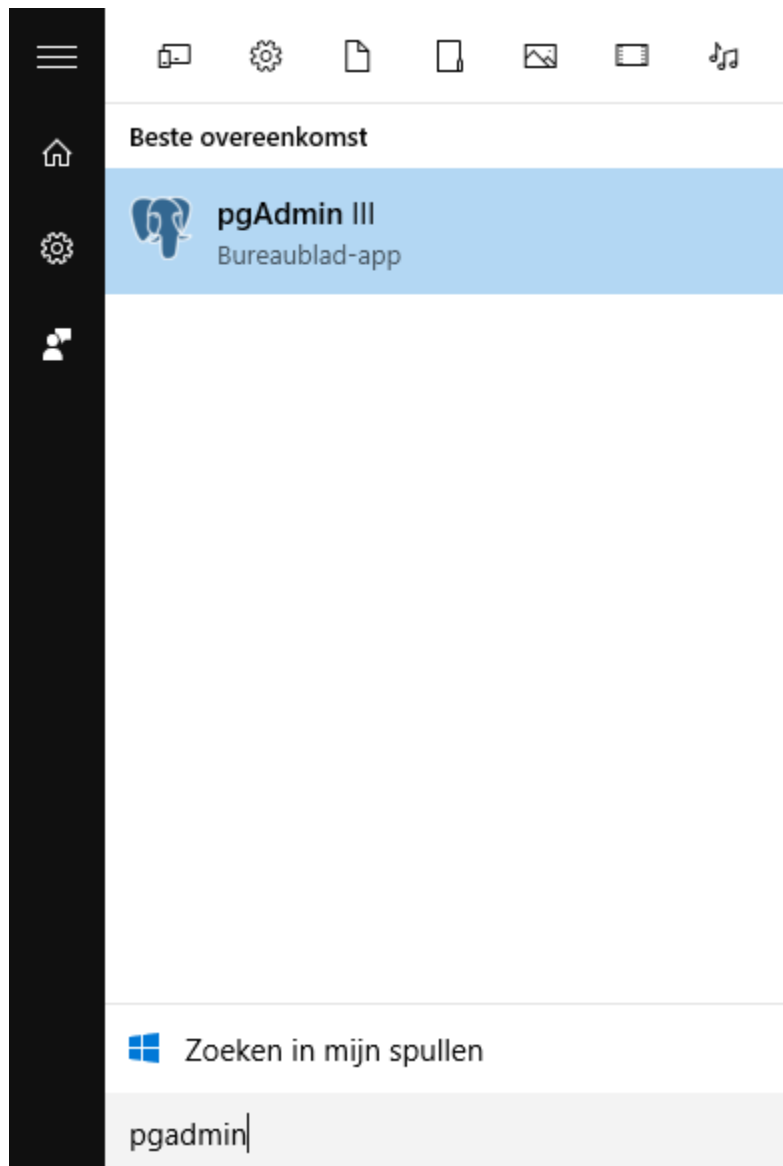 Beste overeenkomst
pgAdmin III
Bureaublad-app
Zoeken in mijn spullen
pgadmin